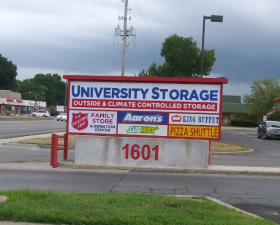 UNIVERSITY STORAGE
OUTSIDE & CLIMATE CONTROLLED STORAGE
FAMILY STORE
& DONATION CENTER
Aaron's
SUBWAY
KING BUFFET
PIZZA SHUTTLE
1601